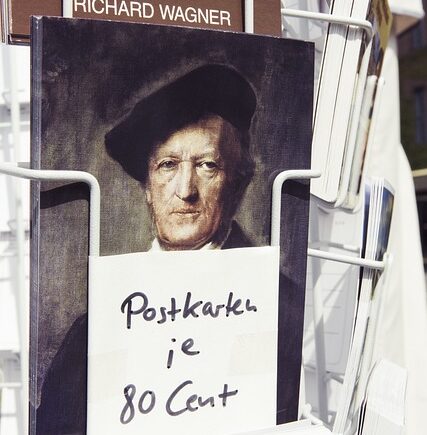 RICHARD WAGNER
Postkarten
je
80 Cent